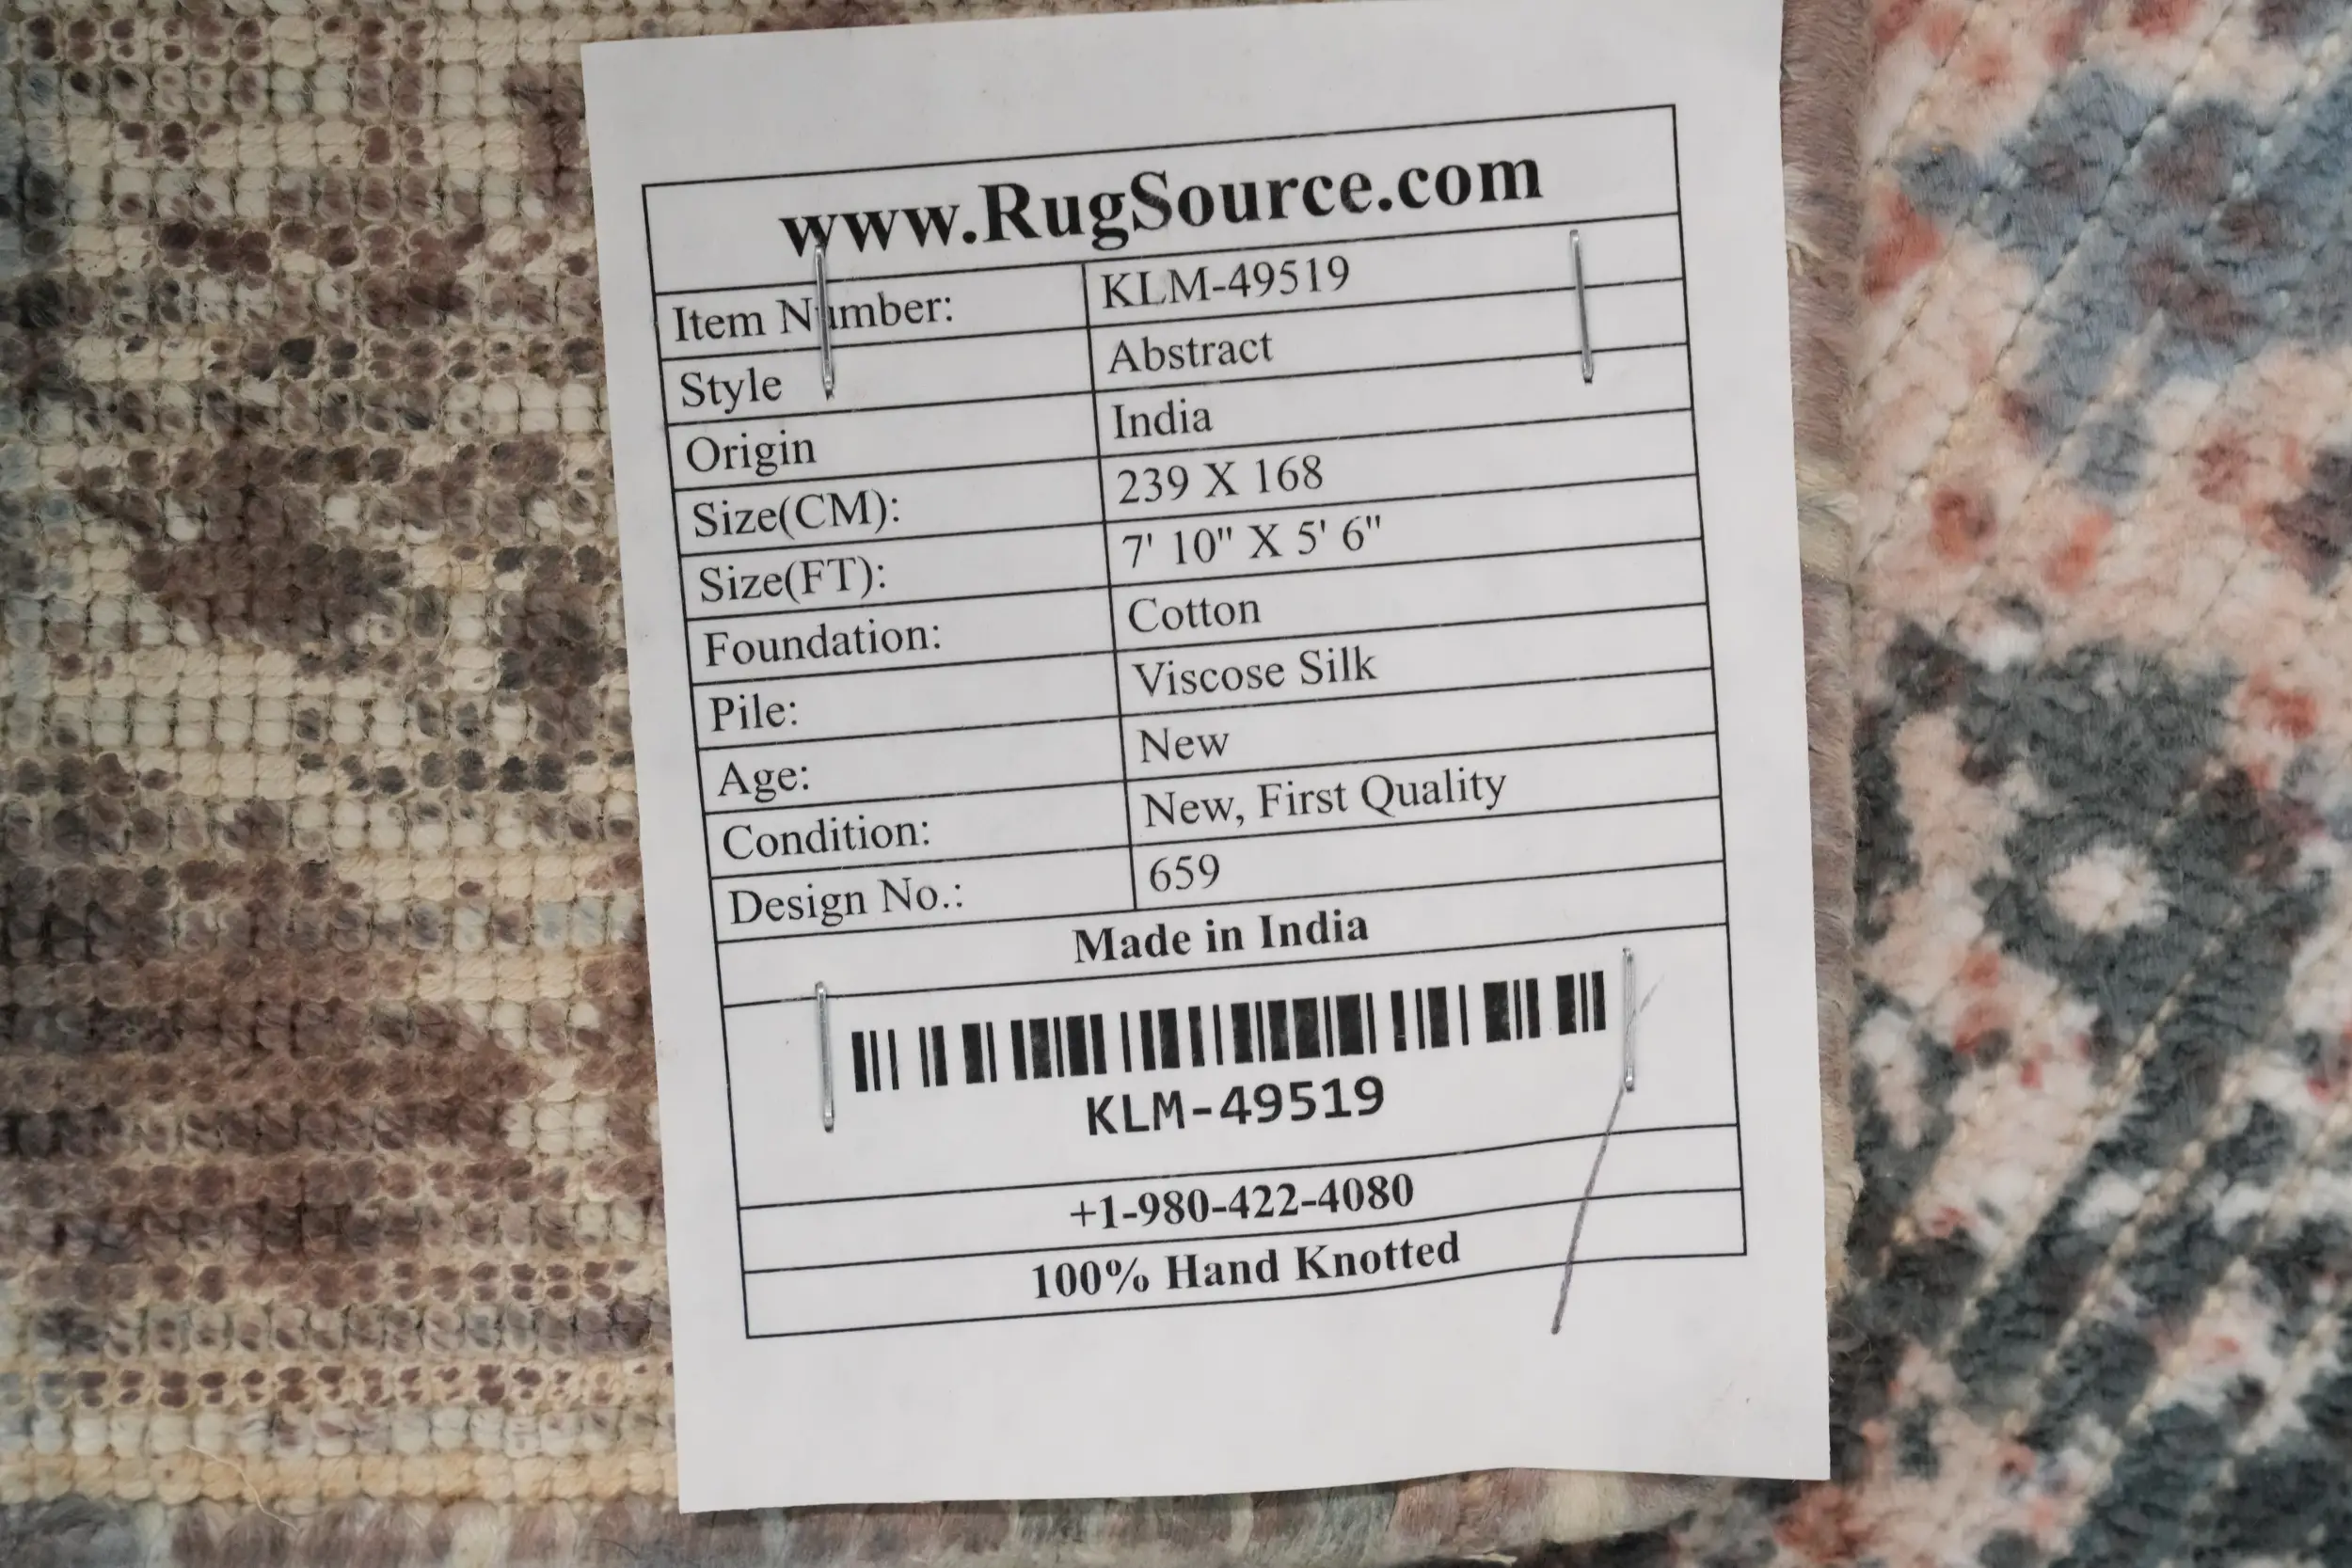 www.RugSource.com
Item Number: KLM-49519
Style Abstract
Origin India
Size(CM): 239 X 168
Size(FT): 7' 10" X 5' 6"
Foundation: Cotton
Pile: Viscose Silk
Age: New
Condition: New, First Quality
Design No.: 659
Made in India
KLM-49519
+1-980-422-4080
100% Hand Knotted